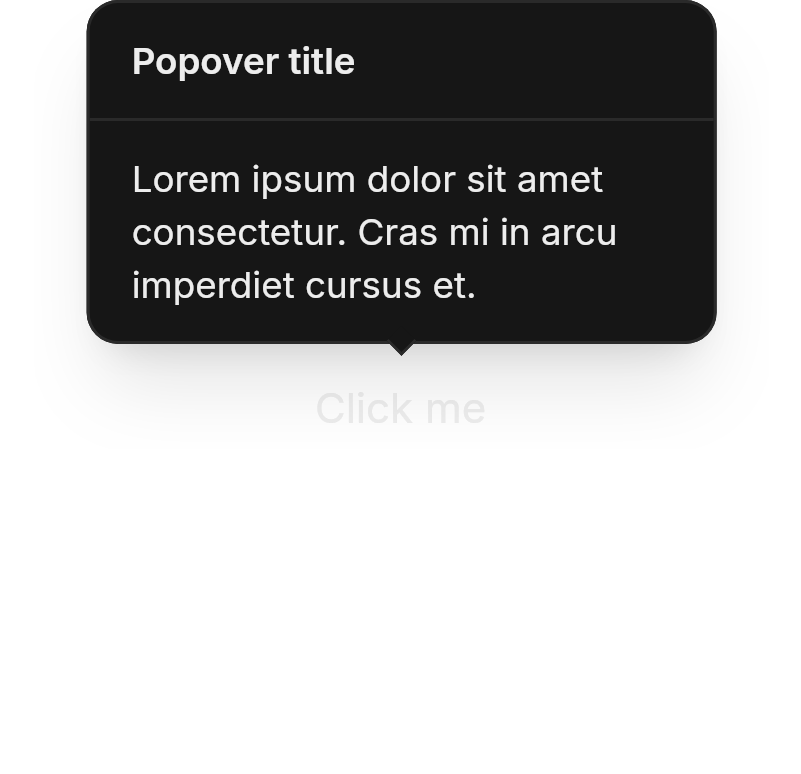 Popover title
Lorem ipsum dolor sit amet
consectetur. Cras mi in arcu
imperdiet cursus et.
Click me